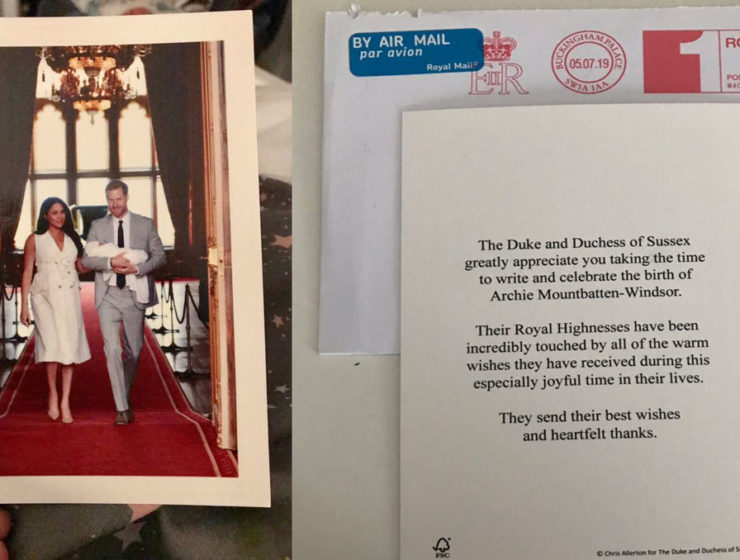 BY AIR MAIL
par avion
Royal Mail
EIIR
BUCKINGHAM PALACE
05.07.19
SW1A 1AA
1
The Duke and Duchess of Sussex
greatly appreciate you taking the time
to write and celebrate the birth of
Archie Mountbatten-Windsor.
Their Royal Highnesses have been
incredibly touched by all of the warm
wishes they have received during this
especially joyful time in their lives.
They send their best wishes
and heartfelt thanks.
FSC
© Chris Allerton for The Duke and Duchess of S